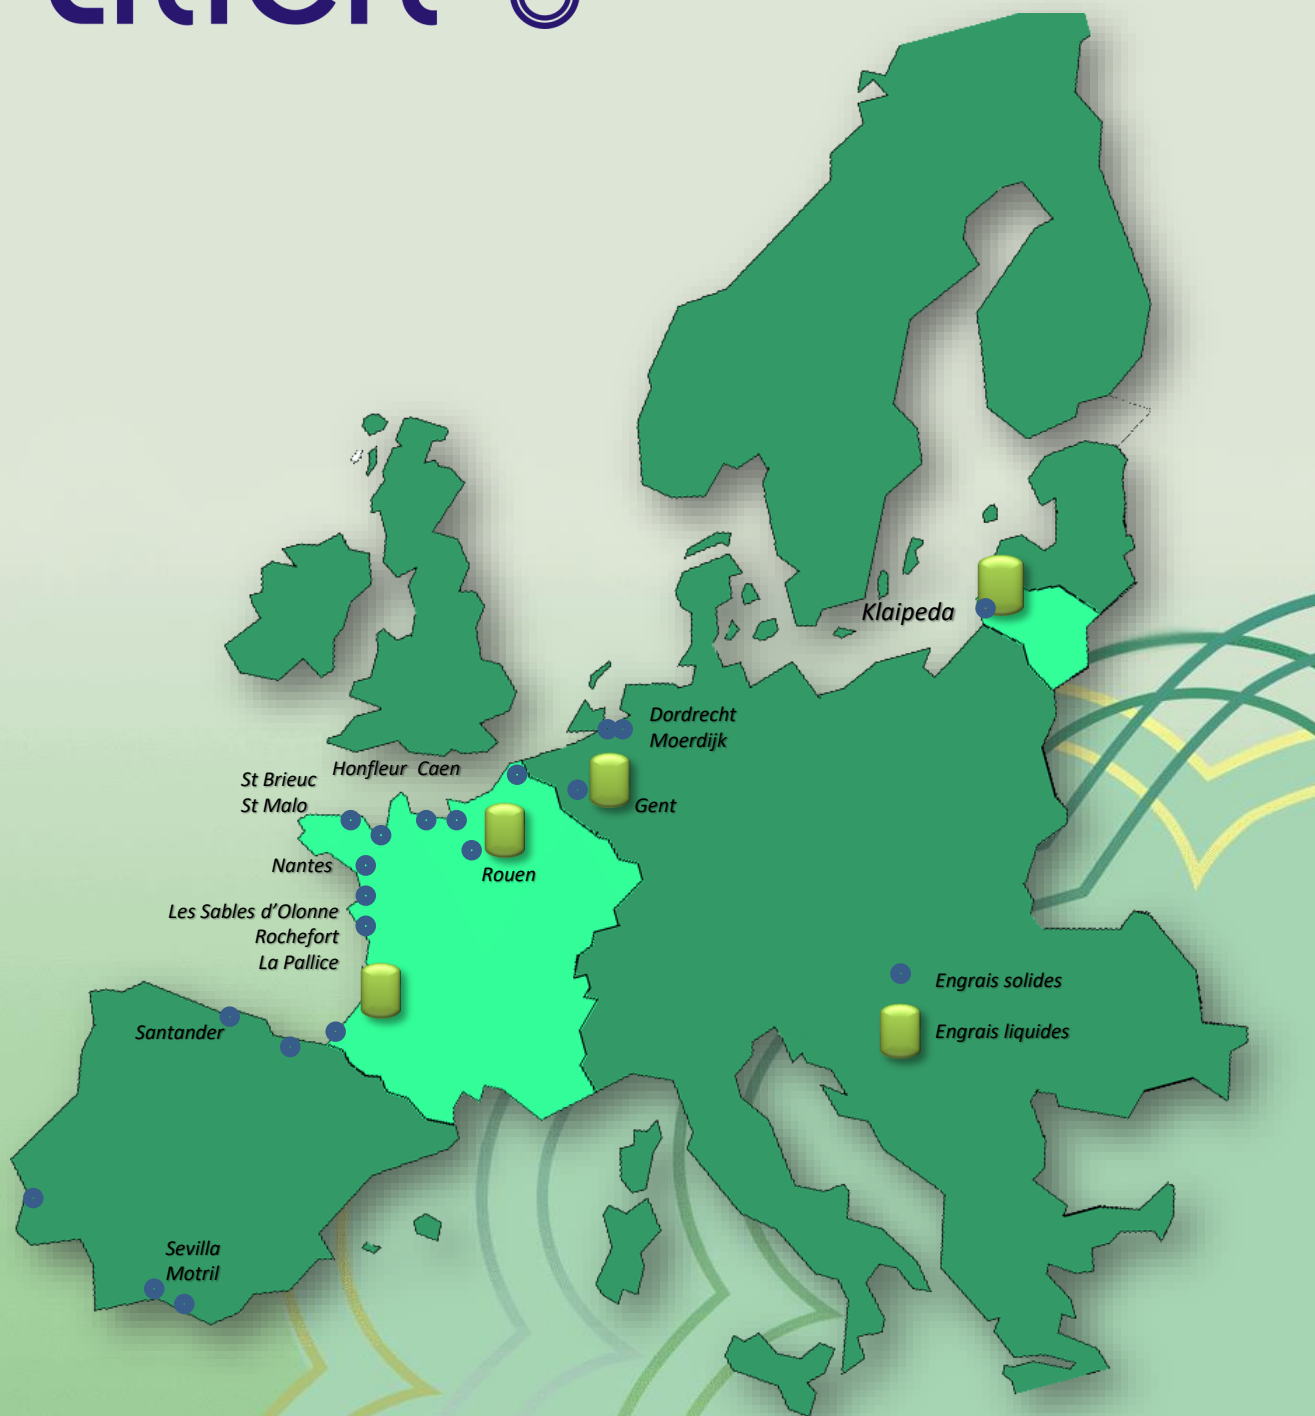 Klaipeda
Dordrecht
Moerdijk
Honfleur Caen
St Brieuc
St Malo
Gent
Nantes
Rouen
Les Sables d’Olonne
Rochefort
La Pallice
Engrais solides
Santander
Engrais liquides
Sevilla
Motril